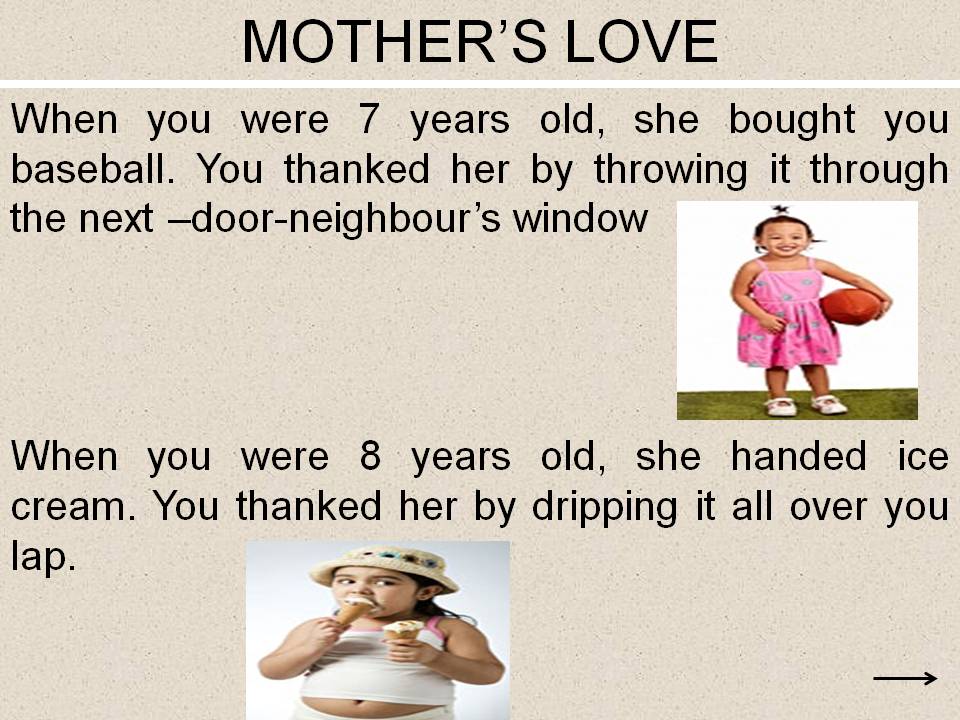 MOTHER’S LOVE
When you were 7 years old, she bought you
baseball. You thanked her by throwing it through
the next –door-neighbour’s window
When you were 8 years old, she handed ice
cream. You thanked her by dripping it all over you
lap.